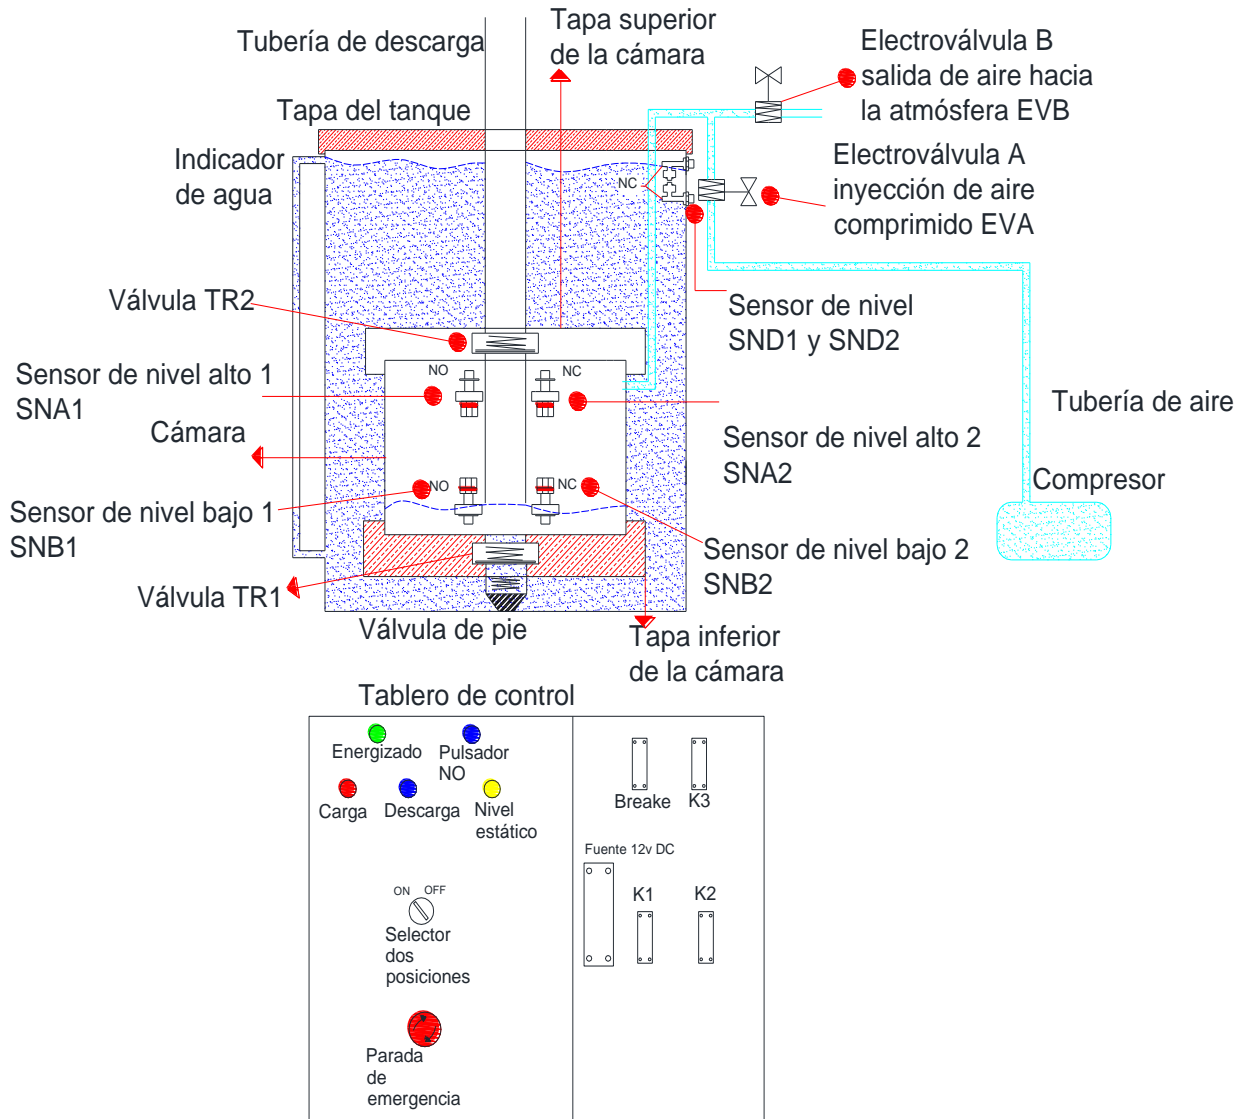 Tubería de descarga
Tapa superior
de la cámara
Electroválvula B
salida de aire hacia
la atmósfera EVB
Tapa del tanque
Indicador
de agua
NC
Electroválvula A
inyección de aire
comprimido EVA
Válvula TR2
Sensor de nivel
SND1 y SND2
Sensor de nivel alto 1
SNA1
NO
NC
Tubería de aire
Cámara
Sensor de nivel alto 2
SNA2
Compresor
NO
NC
Sensor de nivel bajo 1
SNB1
Sensor de nivel bajo 2
SNB2
Válvula TR1
Válvula de pie
Tapa inferior
de la cámara
Tablero de control
Energizado
Pulsador
NO
Carga
Descarga
Nivel
estático
Breake
K3
Fuente 12v DC
K1
K2
ON
OFF
Selector
dos
posiciones
Parada
de
emergencia